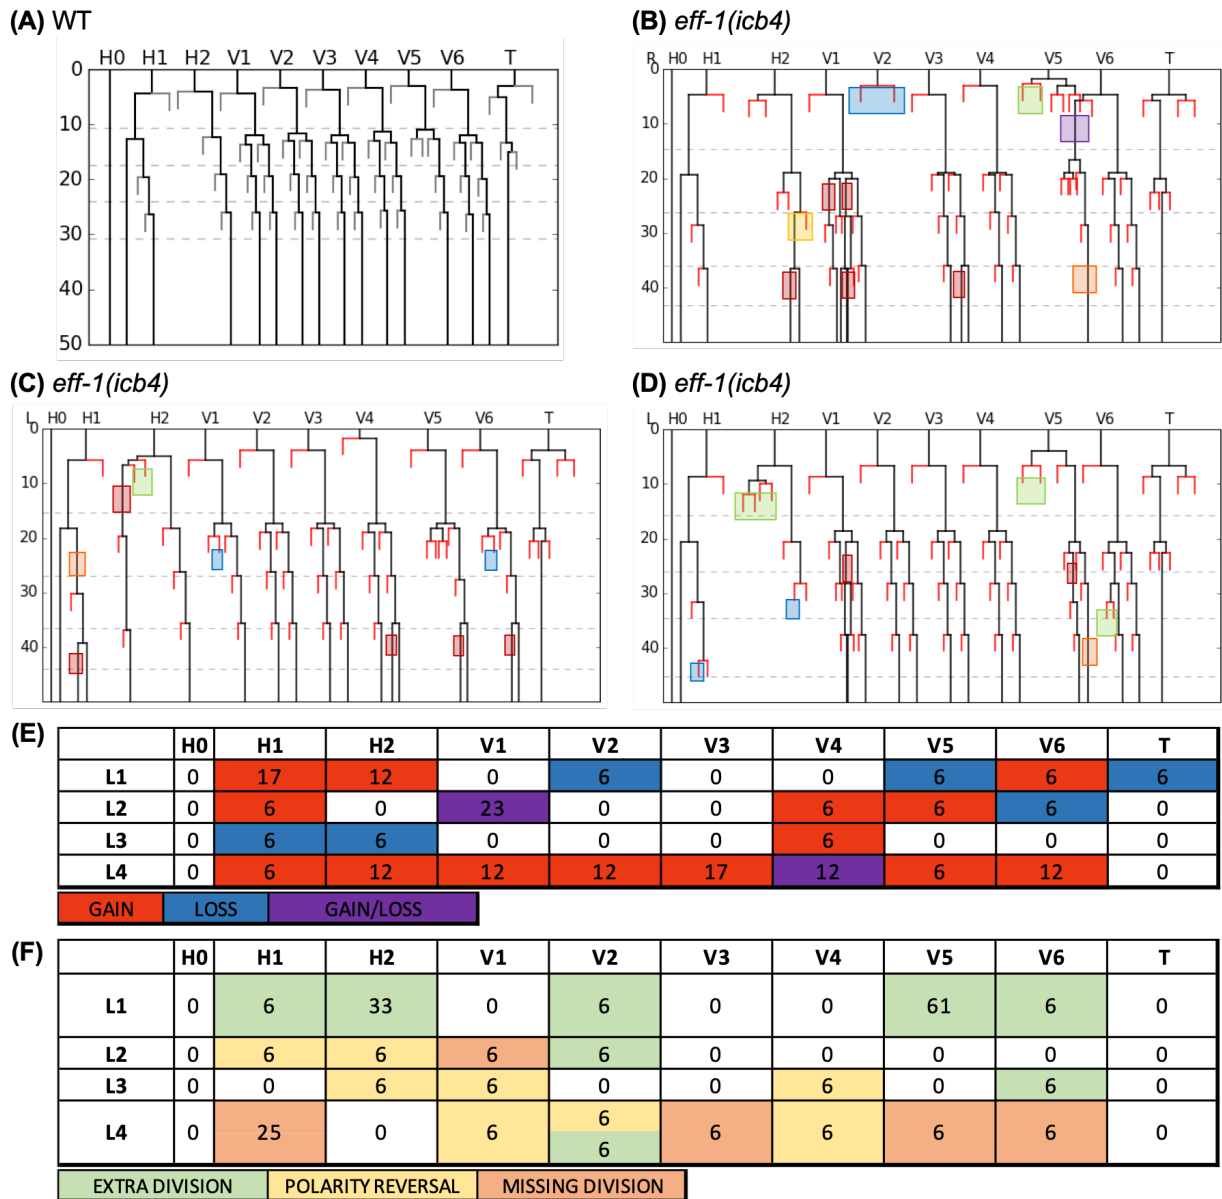 (A) WT
H0 H1 H2 V1 V2 V3 V4 V5 V6 T
0
10
20
30
40
50
(B) eff-1(icb4)
R H0 H1 H2 V1 V2 V3 V4 V5 V6 T
0
10
20
30
40
(C) eff-1(icb4)
L H0 H1 H2 V1 V2 V3 V4 V5 V6 T
0
10
20
30
40
(D) eff-1(icb4)
L H0 H1 H2 V1 V2 V3 V4 V5 V6 T
0
10
20
30
40
(E)
H0 H1 H2 V1 V2 V3 V4 V5 V6 T
L1 0 17 12 0 6 0 0 6 6 6
L2 0 6 0 23 0 0 6 6 6 0
L3 0 6 6 0 0 0 6 0 0 0
L4 0 6 12 12 12 17 12 6 12 0
GAIN LOSS GAIN/LOSS
(F)
H0 H1 H2 V1 V2 V3 V4 V5 V6 T
L1 0 6 33 0 6 0 0 61 6 0
L2 0 6 6 6 6 0 0 0 0 0
L3 0 0 6 6 0 0 6 0 6 0
L4 0 25 0 6 6 6 6 6 6 0
6
EXTRA DIVISION POLARITY REVERSAL MISSING DIVISION